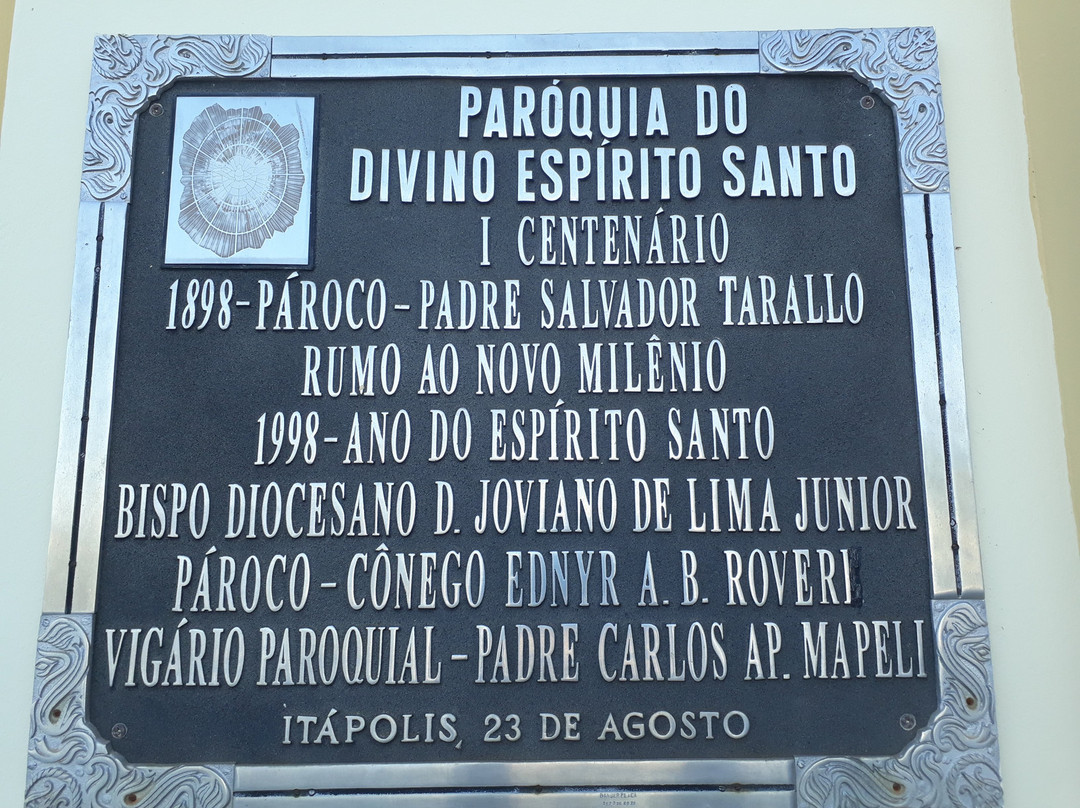 PARÓQUIA DO
DIVINO ESPÍRITO SANTO
I CENTENÁRIO
1898-PÁROCO-PADRE SALVADOR TARALLO
RUMO AO NOVO MILÊNIO
1998-ANO DO ESPÍRITO SANTO
BISPO DIOCESANO D. JOVIANO DE LIMA JUNIOR
PÁROCO-CÔNEGO EDNYR A. B. ROVERI
VIGÁRIO PAROQUIAL-PADRE CARLOS AP. MAPELI
ITÁPOLIS, 23 DE AGOSTO